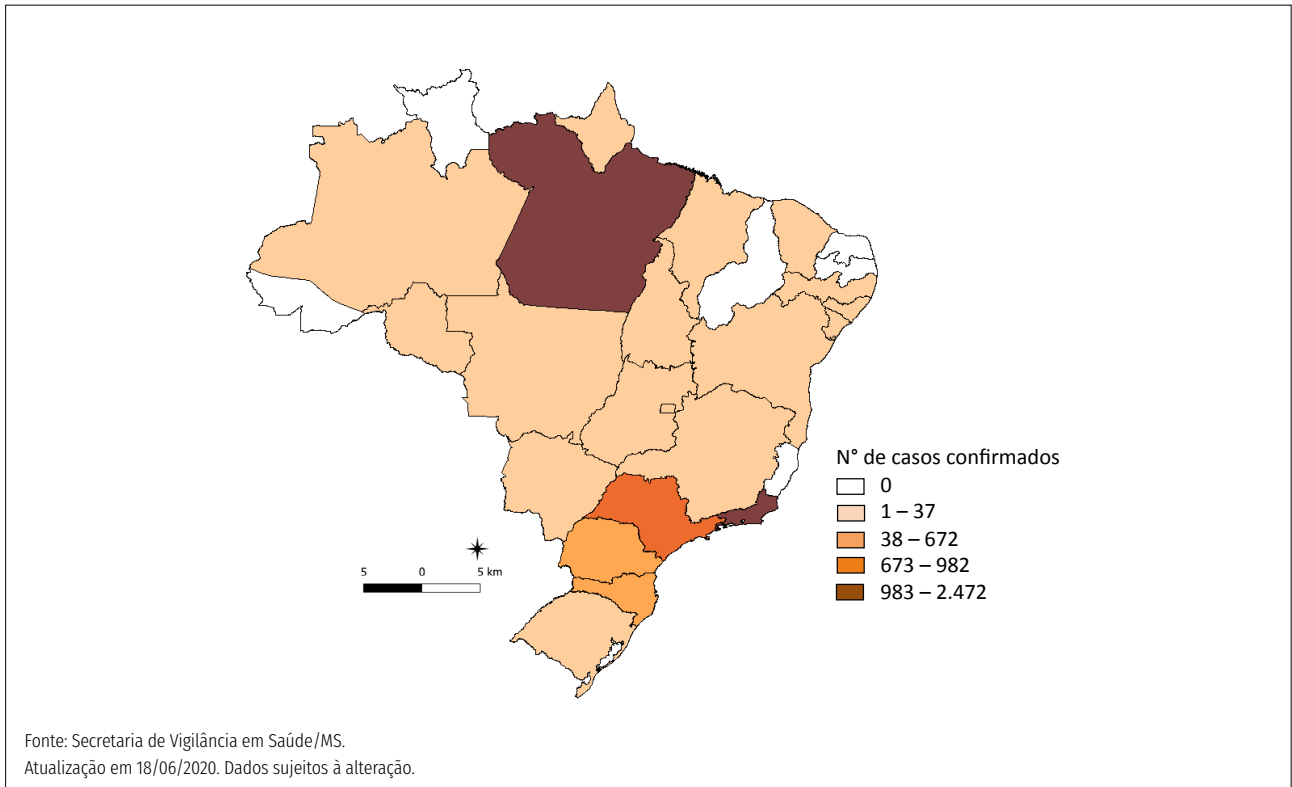 N° de casos confirmados
0
1 – 37
38 – 672
673 – 982
983 – 2.472
5 0 5 km
Fonte: Secretaria de Vigilância em Saúde/MS.
Atualização em 18/06/2020. Dados sujeitos à alteração.